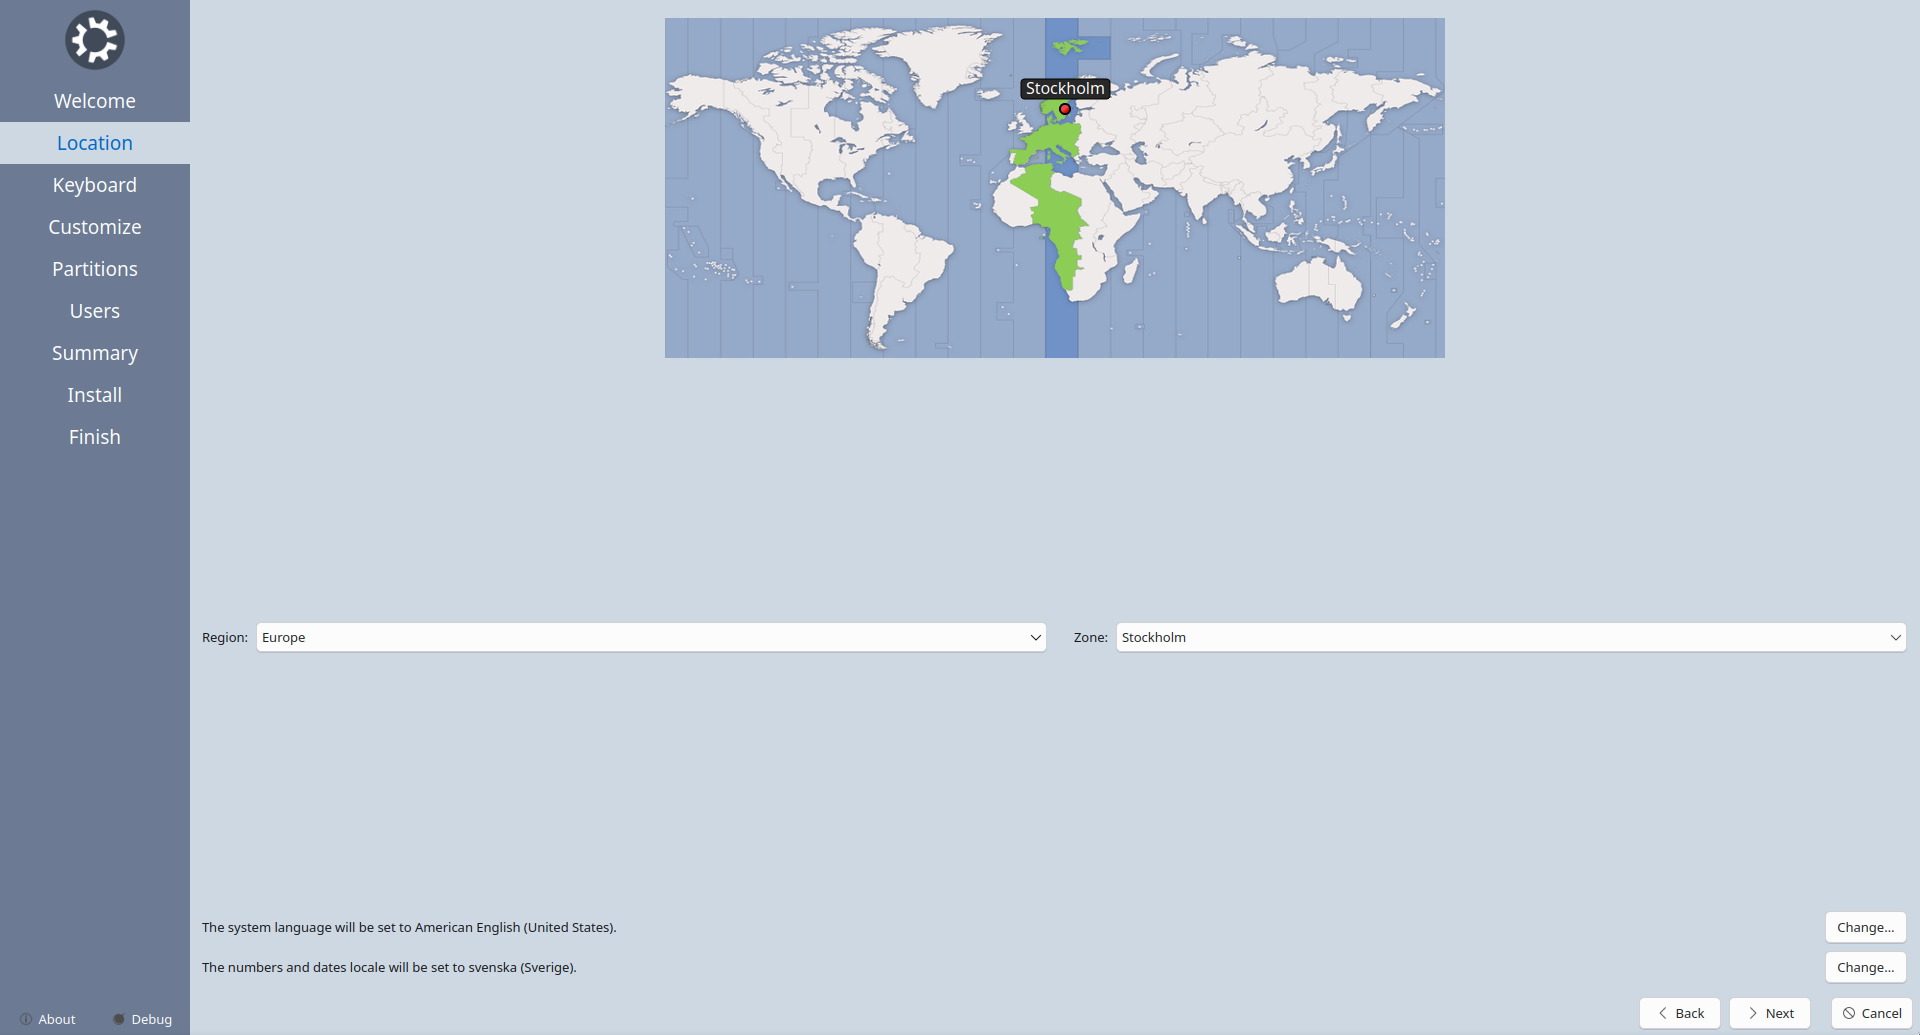 Welcome
Location
Keyboard
Customize
Partitions
Users
Summary
Install
Finish
About
Debug
Stockholm
Region:
Europe
Zone:
Stockholm
The system language will be set to American English (United States).
Change...
The numbers and dates locale will be set to svenska (Sverige).
Change...
Back
Next
Cancel